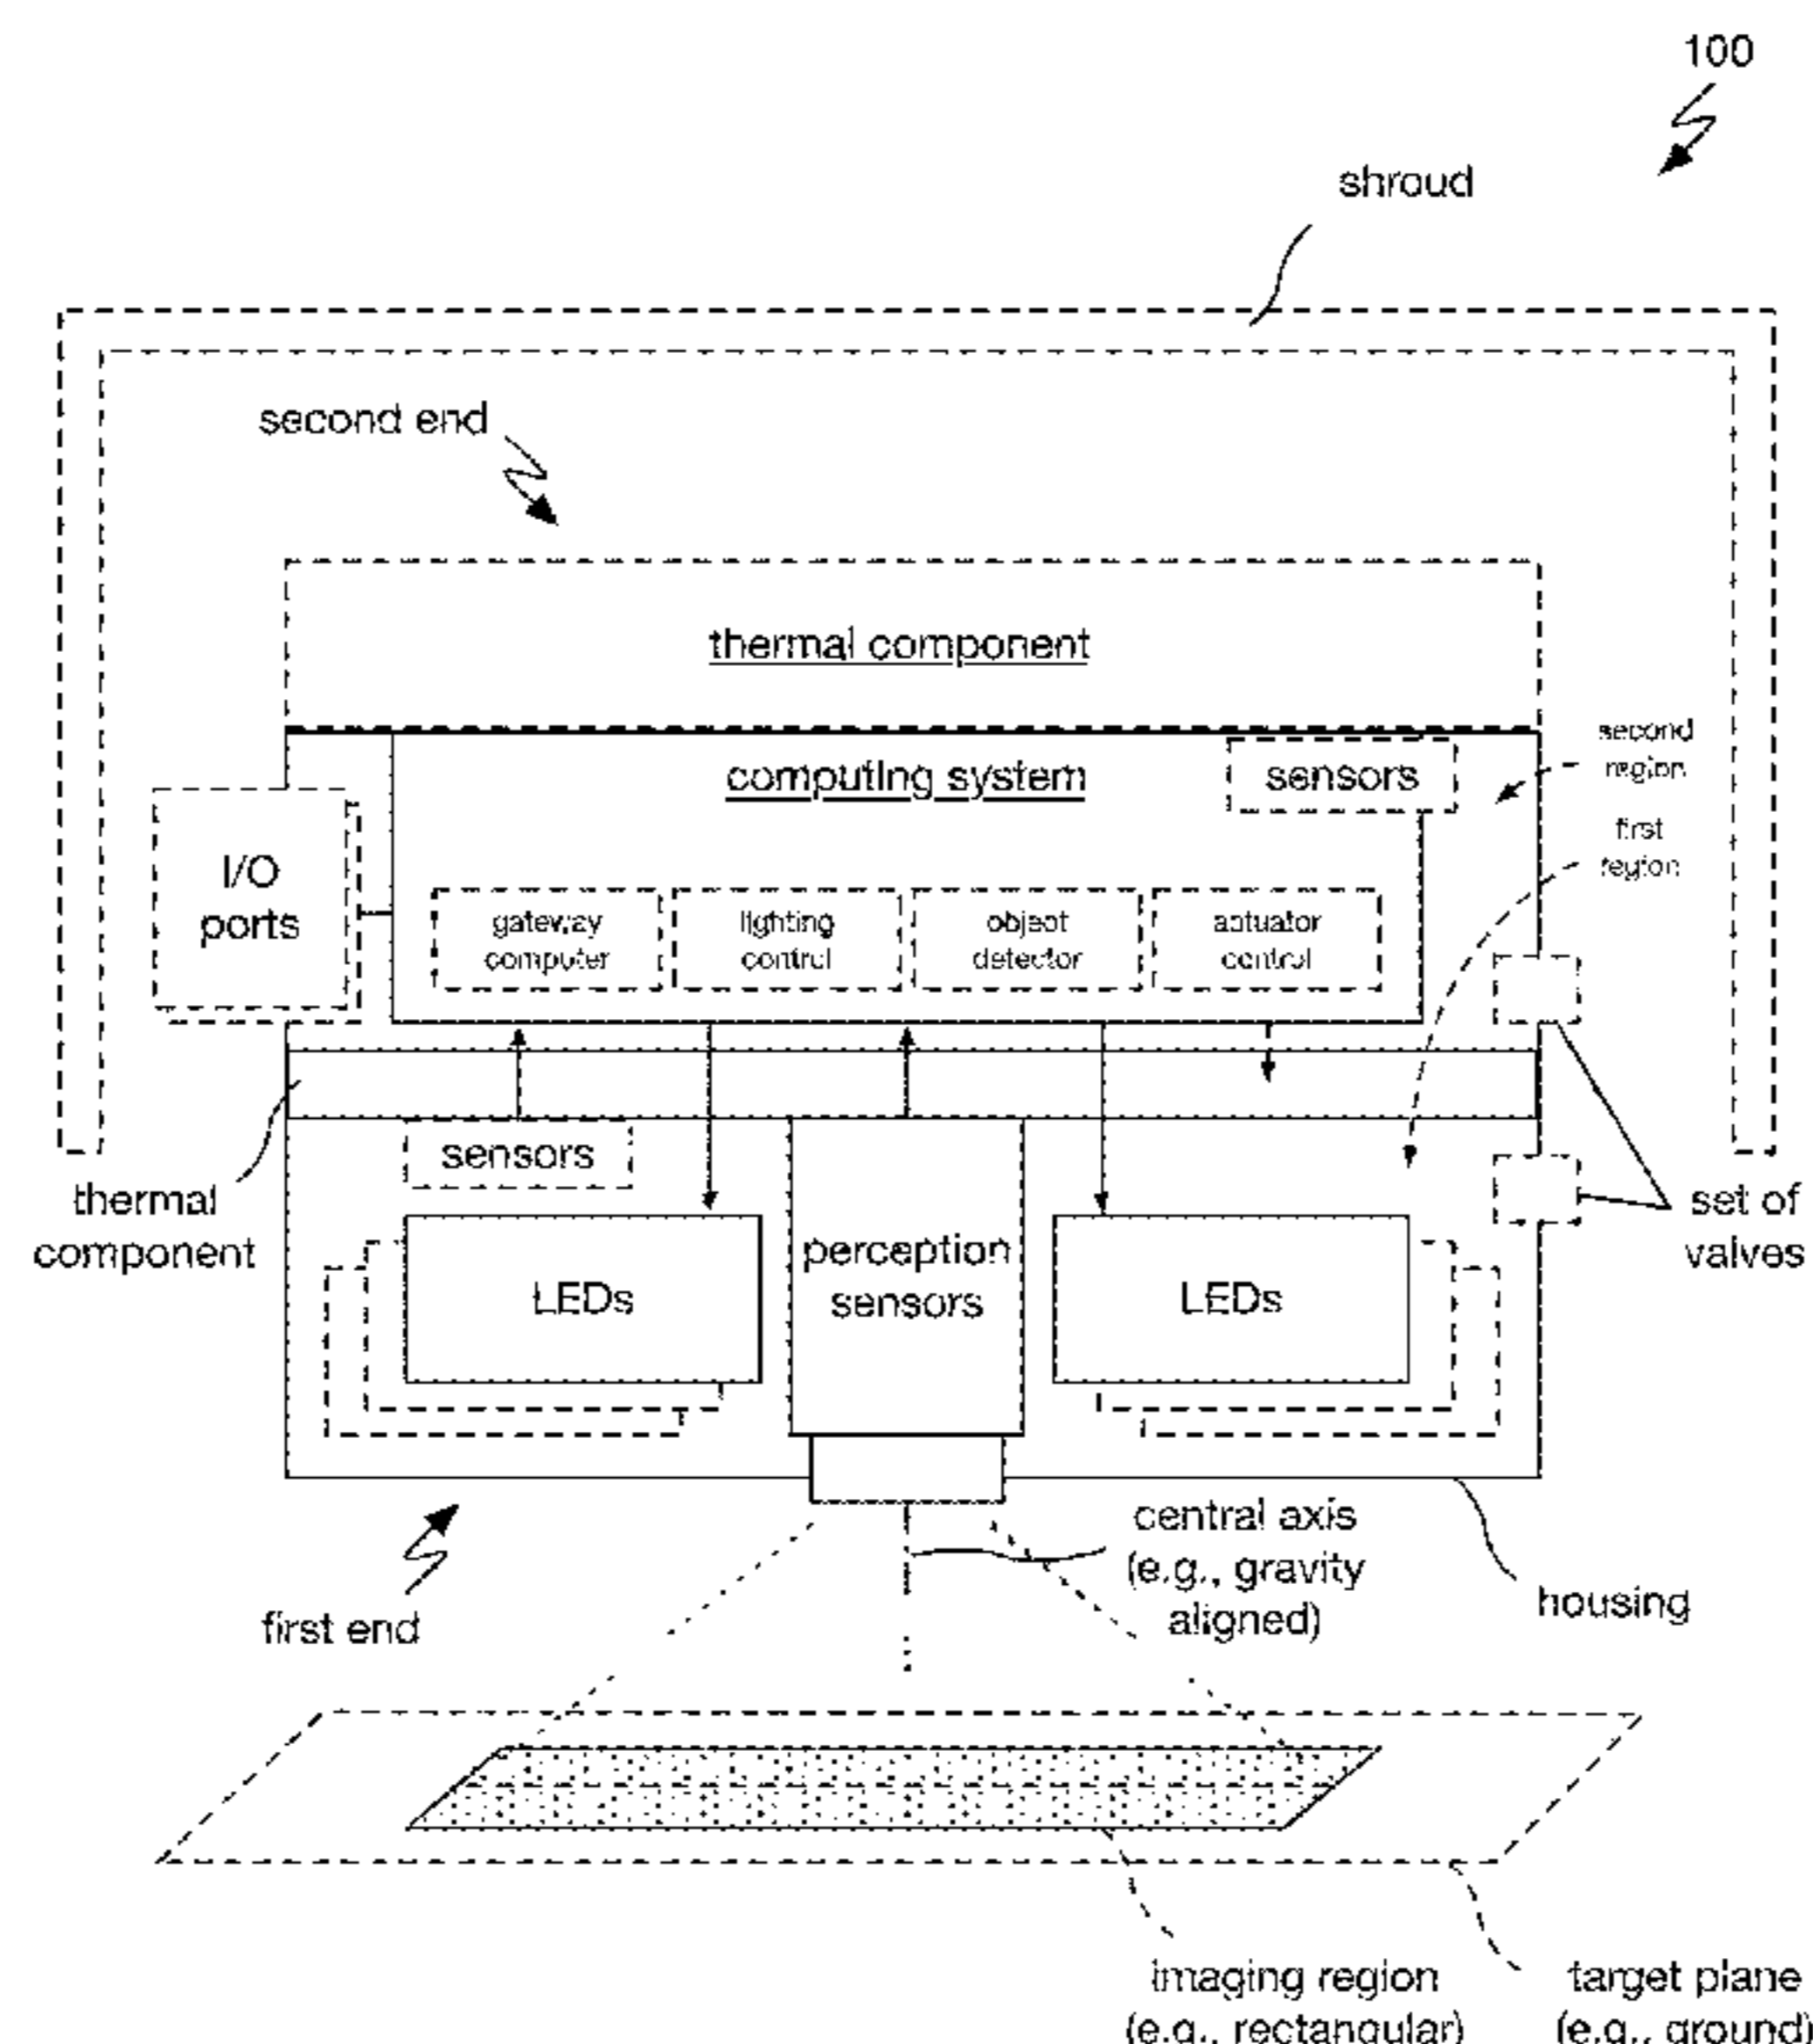 100
shroud
second end
thermal component
second
region
computing system
sensors
first
region
I/O
ports
gateway
computer
lighting
control
object
detector
actuator
control
sensors
thermal
component
set of
valves
perception
sensors
LEDs
LEDs
central axis
(e.g., gravity
aligned)
housing
first end
imaging region
(e.g., rectangular)
target plane
(e.g., ground)